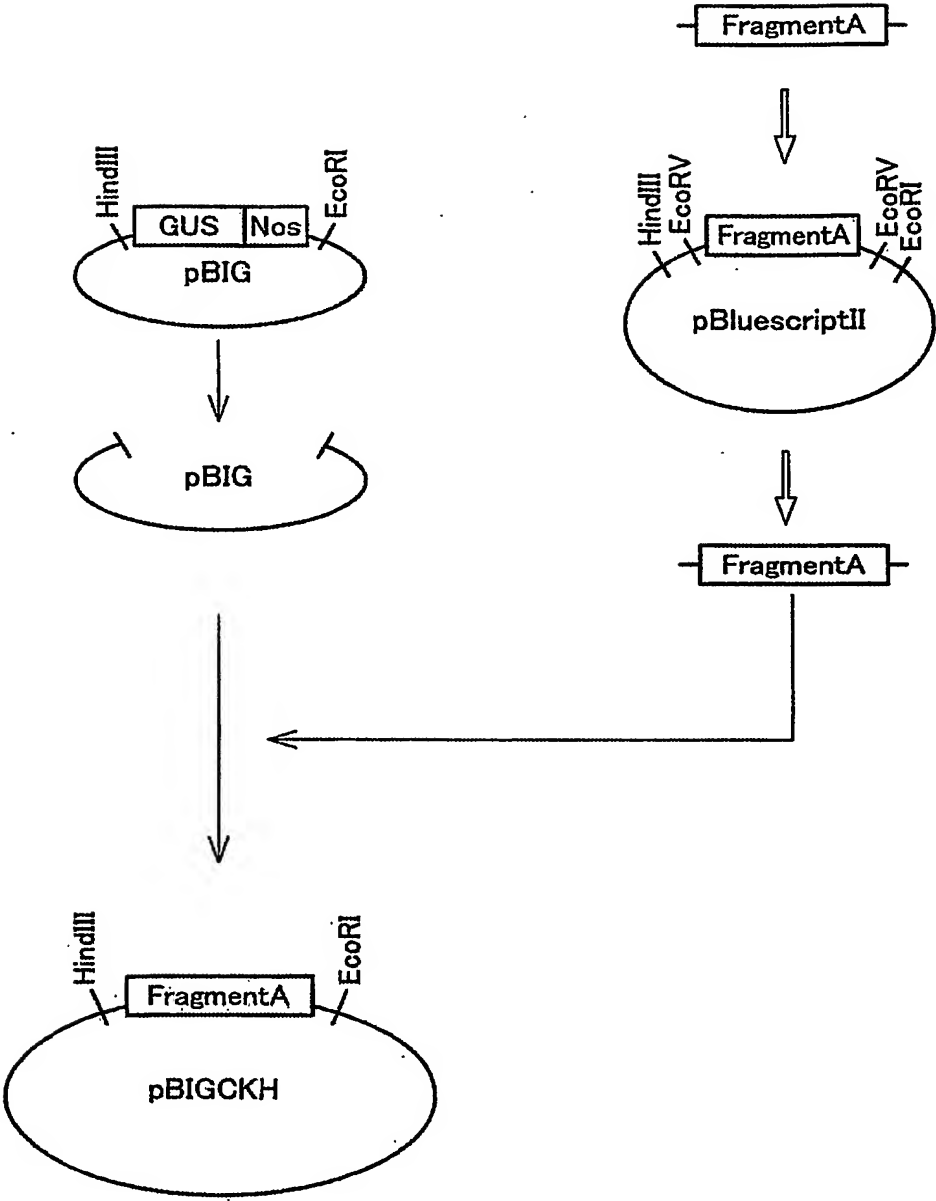 FragmentA
HindIII
EcoRI
GUS
Nos
pBIG
HindIII
EcoRV
EcoRV
EcoRI
FragmentA
pBluescriptII
pBIG
FragmentA
HindIII
EcoRI
FragmentA
pBIGCKH